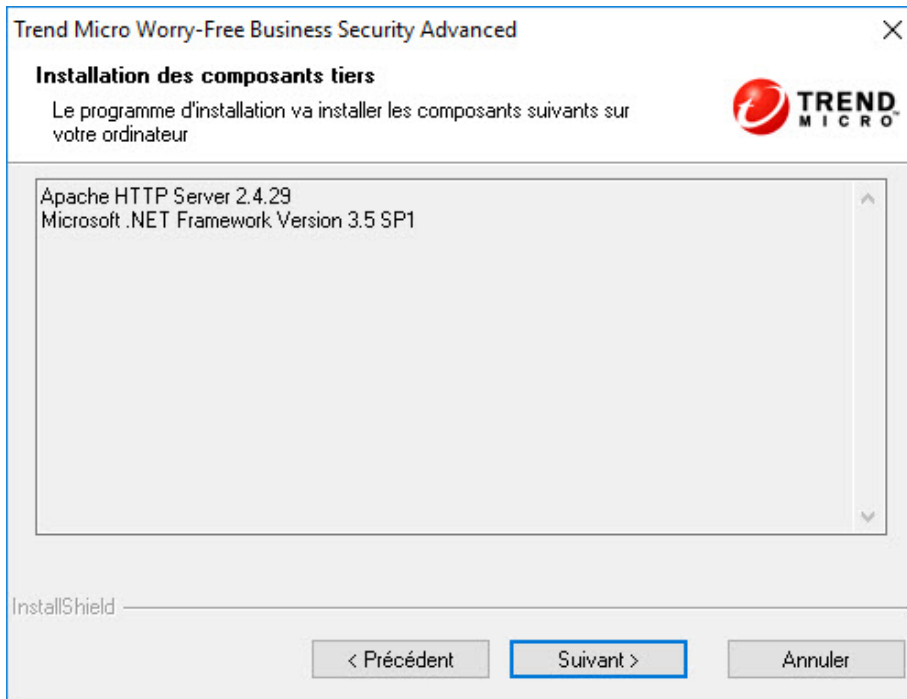 Trend Micro Worry-Free Business Security Advanced
Installation des composants tiers
Le programme d'installation va installer les composants suivants sur
votre ordinateur
TREND
MICRO™
Apache HTTP Server 2.4.29
Microsoft .NET Framework Version 3.5 SP1
InstallShield
< Précédent
Suivant >
Annuler